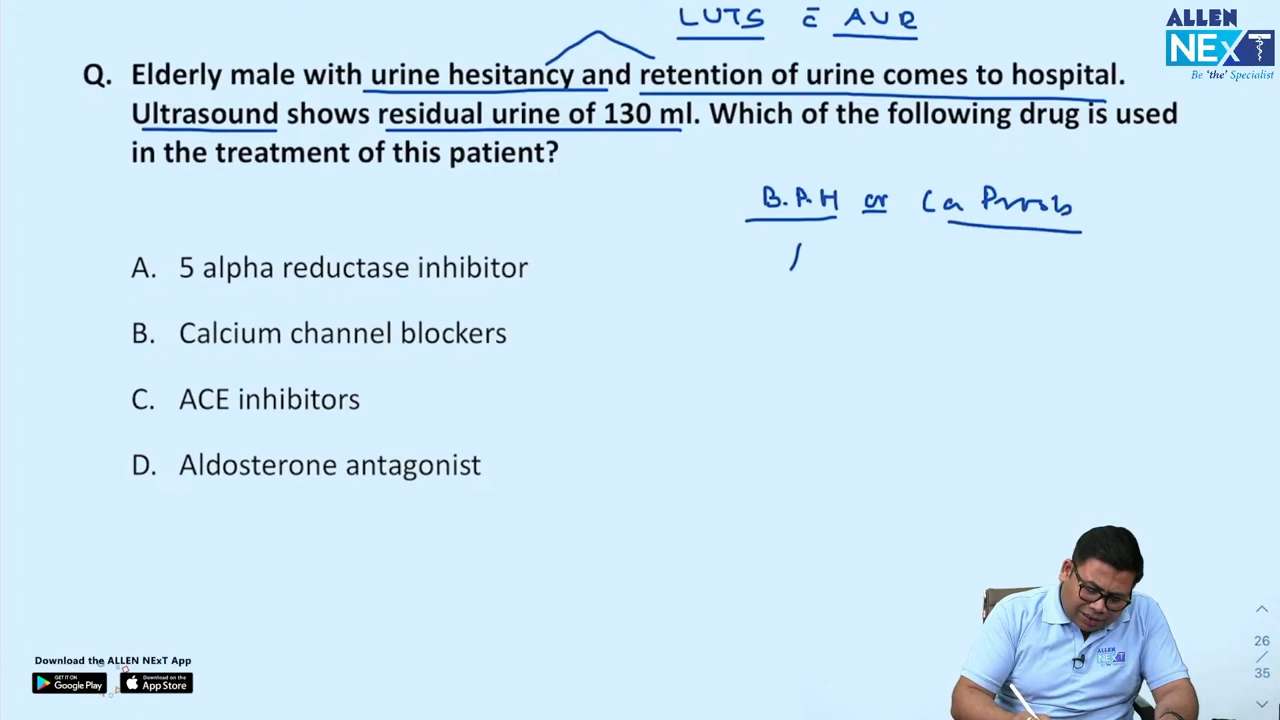 LUTS c̄ AUR
ALLEN
NExT
Be 'the' Specialist
Q. Elderly male with urine hesitancy and retention of urine comes to hospital.
Ultrasound shows residual urine of 130 ml. Which of the following drug is used
in the treatment of this patient?
B.P.H or Ca Prosb
A. 5 alpha reductase inhibitor
B. Calcium channel blockers
C. ACE inhibitors
D. Aldosterone antagonist
ALLEN
NEXT
26
/
35
Download the ALLEN NExT App
GET IT ON
Google Play
Download on the
App Store